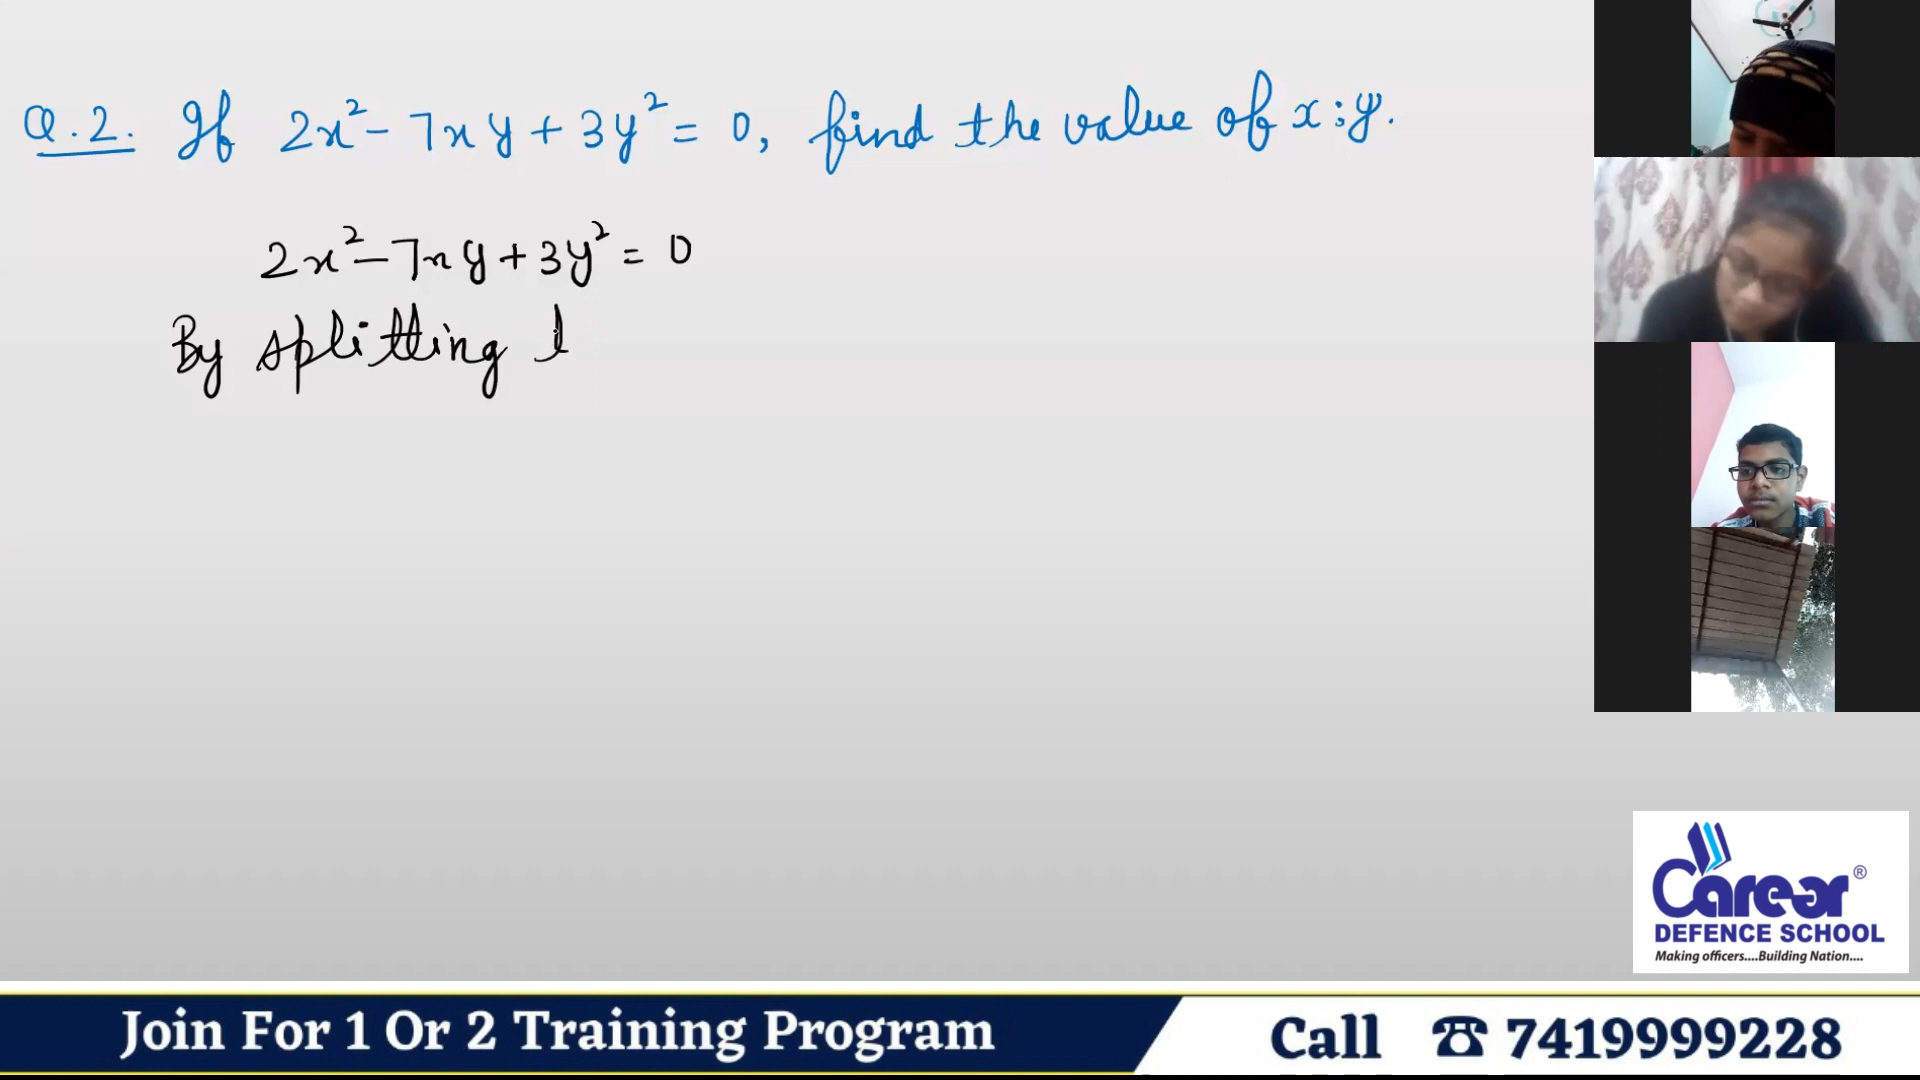 Q.2. If 2x² - 7xy + 3y² = 0, find the value of x:y.
2x² - 7xy + 3y² = 0
By splitting
Career®
DEFENCE SCHOOL
Making officers....Building Nation....
Join For 1 Or 2 Training Program
Call ☎ 7419999228